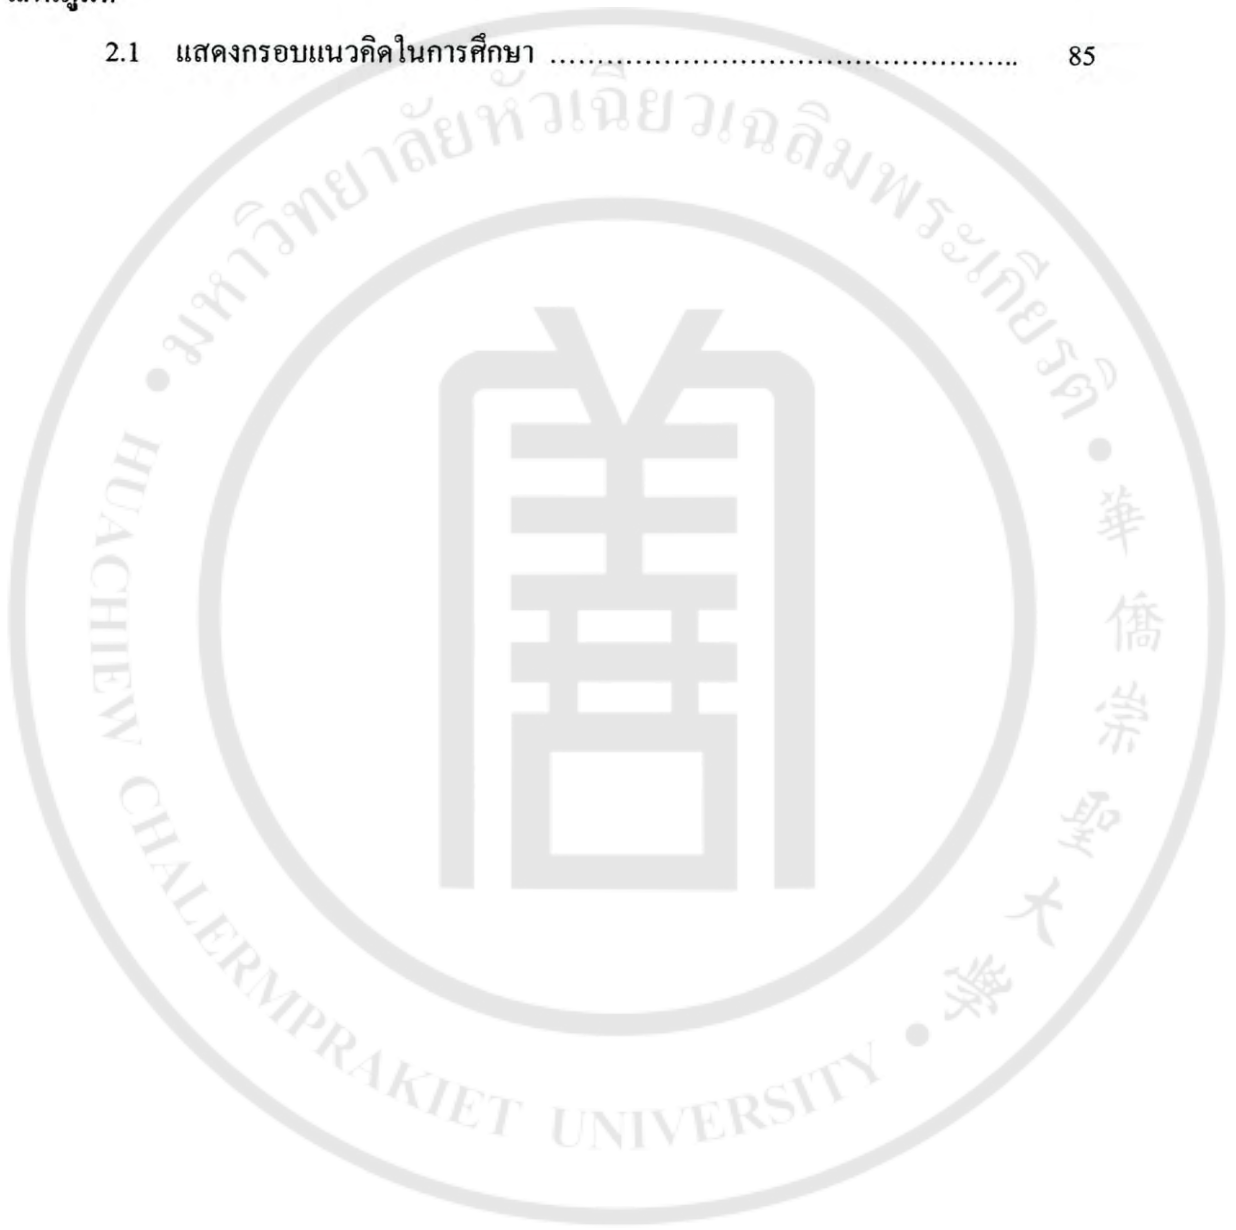 2.1 แสดงกรอบแนวคิดในการศึกษา ……………………………………………….. 85
• มหาวิทยาลัยหัวเฉียวเฉลิมพระเกียรติ •
華僑崇聖大學
HUACHIEW CHALERMPRAKIET UNIVERSITY •
善